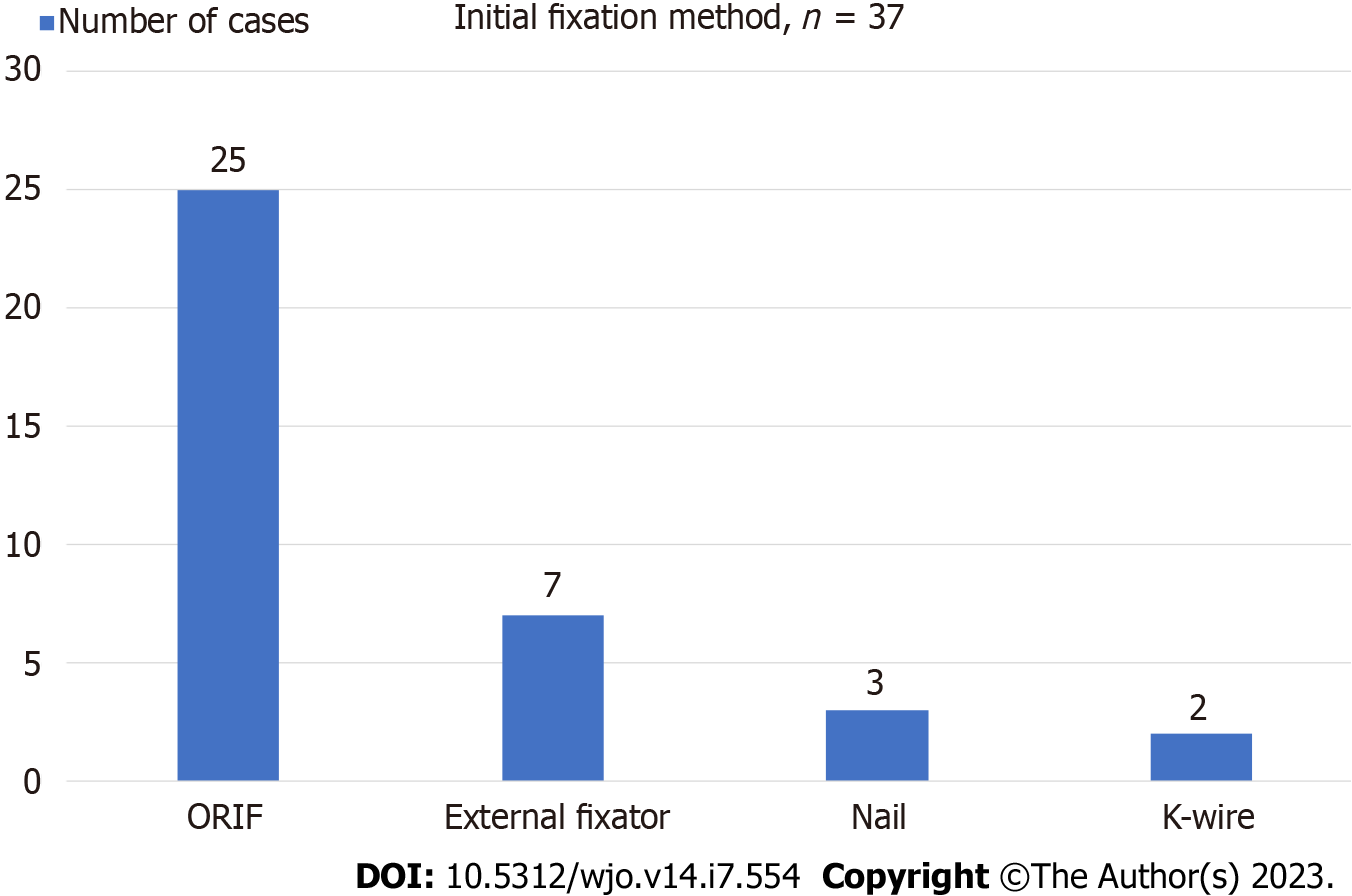 Number of cases
Initial fixation method, n = 37
30
25
20
15
10
5
0
25
7
3
2
ORIF
External fixator
Nail
K-wire
DOI: 10.5312/wjo.v14.i7.554 Copyright ©The Author(s) 2023.